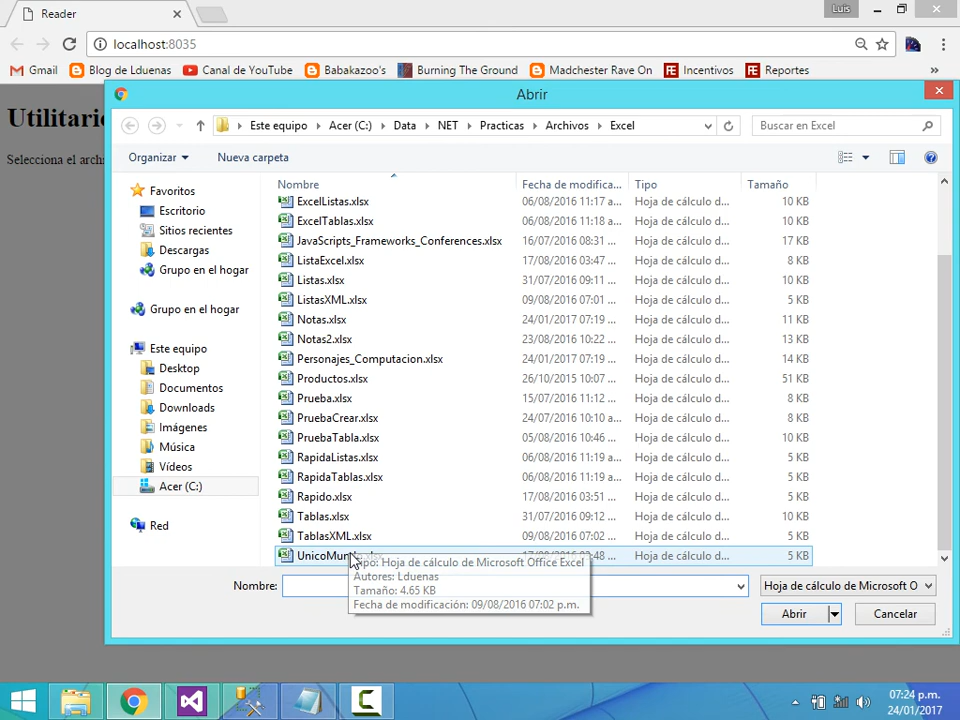 Reader
Luis
localhost:8035
Gmail
Blog de Lduenas
Canal de YouTube
Babakazoo's
Burning The Ground
Madchester Rave On
Incentivos
Reportes
»
Utilitario
Selecciona el archi
Abrir
Este equipo
Acer (C:)
Data
NET
Practicas
Archivos
Excel
Buscar en Excel
Organizar
Nueva carpeta
Favoritos
Escritorio
Sitios recientes
Descargas
Grupo en el hogar
Grupo en el hogar
Este equipo
Desktop
Documentos
Downloads
Imágenes
Música
Vídeos
Acer (C:)
Red
Nombre Fecha de modifica... Tipo Tamaño
ExcelListas.xlsx 06/08/2016 11:17 a... Hoja de cálculo d... 10 KB
ExcelTablas.xlsx 06/08/2016 11:18 a... Hoja de cálculo d... 10 KB
JavaScripts_Frameworks_Conferences.xlsx 16/07/2016 08:31 ... Hoja de cálculo d... 17 KB
ListaExcel.xlsx 17/08/2016 03:47 ... Hoja de cálculo d... 8 KB
Listas.xlsx 31/07/2016 09:11 ... Hoja de cálculo d... 10 KB
ListasXML.xlsx 09/08/2016 07:01 ... Hoja de cálculo d... 5 KB
Notas.xlsx 24/01/2017 07:19 ... Hoja de cálculo d... 11 KB
Notas2.xlsx 23/08/2016 10:22 ... Hoja de cálculo d... 13 KB
Personajes_Computacion.xlsx 24/01/2017 07:19 ... Hoja de cálculo d... 14 KB
Productos.xlsx 26/10/2015 10:07 ... Hoja de cálculo d... 51 KB
Prueba.xlsx 15/07/2016 11:12 ... Hoja de cálculo d... 8 KB
PruebaCrear.xlsx 24/07/2016 10:10 a... Hoja de cálculo d... 8 KB
PruebaTabla.xlsx 05/08/2016 10:46 ... Hoja de cálculo d... 10 KB
RapidaListas.xlsx 06/08/2016 11:19 a... Hoja de cálculo d... 5 KB
RapidaTablas.xlsx 06/08/2016 11:19 a... Hoja de cálculo d... 5 KB
Rapido.xlsx 17/08/2016 03:51 ... Hoja de cálculo d... 5 KB
Tablas.xlsx 31/07/2016 09:12 ... Hoja de cálculo d... 10 KB
TablasXML.xlsx 09/08/2016 07:02 ... Hoja de cálculo d... 5 KB
5 KB
Tipo: Hoja de cálculo de Microsoft Office Excel
Autores: Lduenas
Tamaño: 4.65 KB
Fecha de modificación: 09/08/2016 07:02 p.m.
Nombre:
Hoja de cálculo de Microsoft O
Abrir
Cancelar
07:24 p.m.
24/01/2017